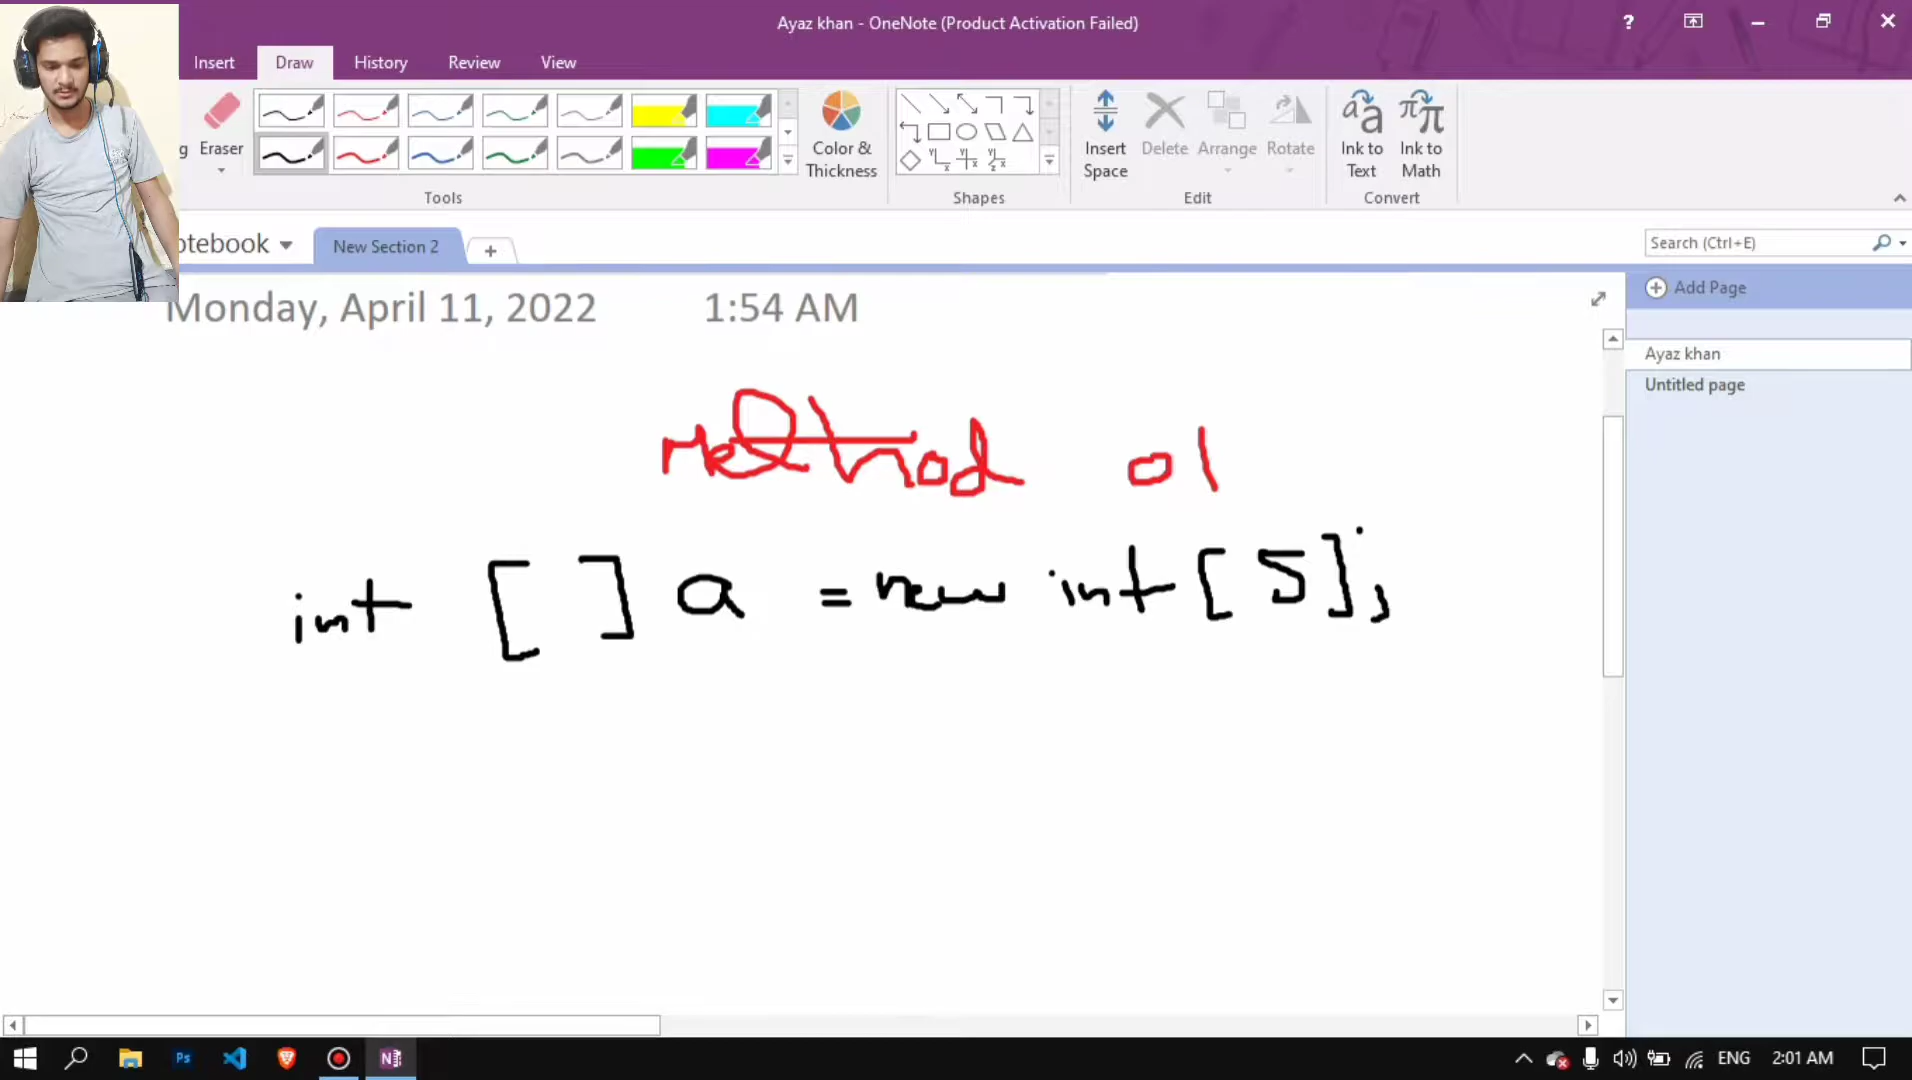 Ayaz khan - OneNote (Product Activation Failed)
Insert Draw History Review View
Eraser
Color & Thickness
Insert Space
Delete
Arrange
Rotate
Ink to Text
Ink to Math
Tools
Shapes
Edit
Convert
otebook
New Section 2
Search (Ctrl+E)
Add Page
Ayaz khan
Untitled page
Monday, April 11, 2022 1:54 AM
Method 01
int [ ] a = new int [ 5 ] ;
Ps
N
ENG 2:01 AM